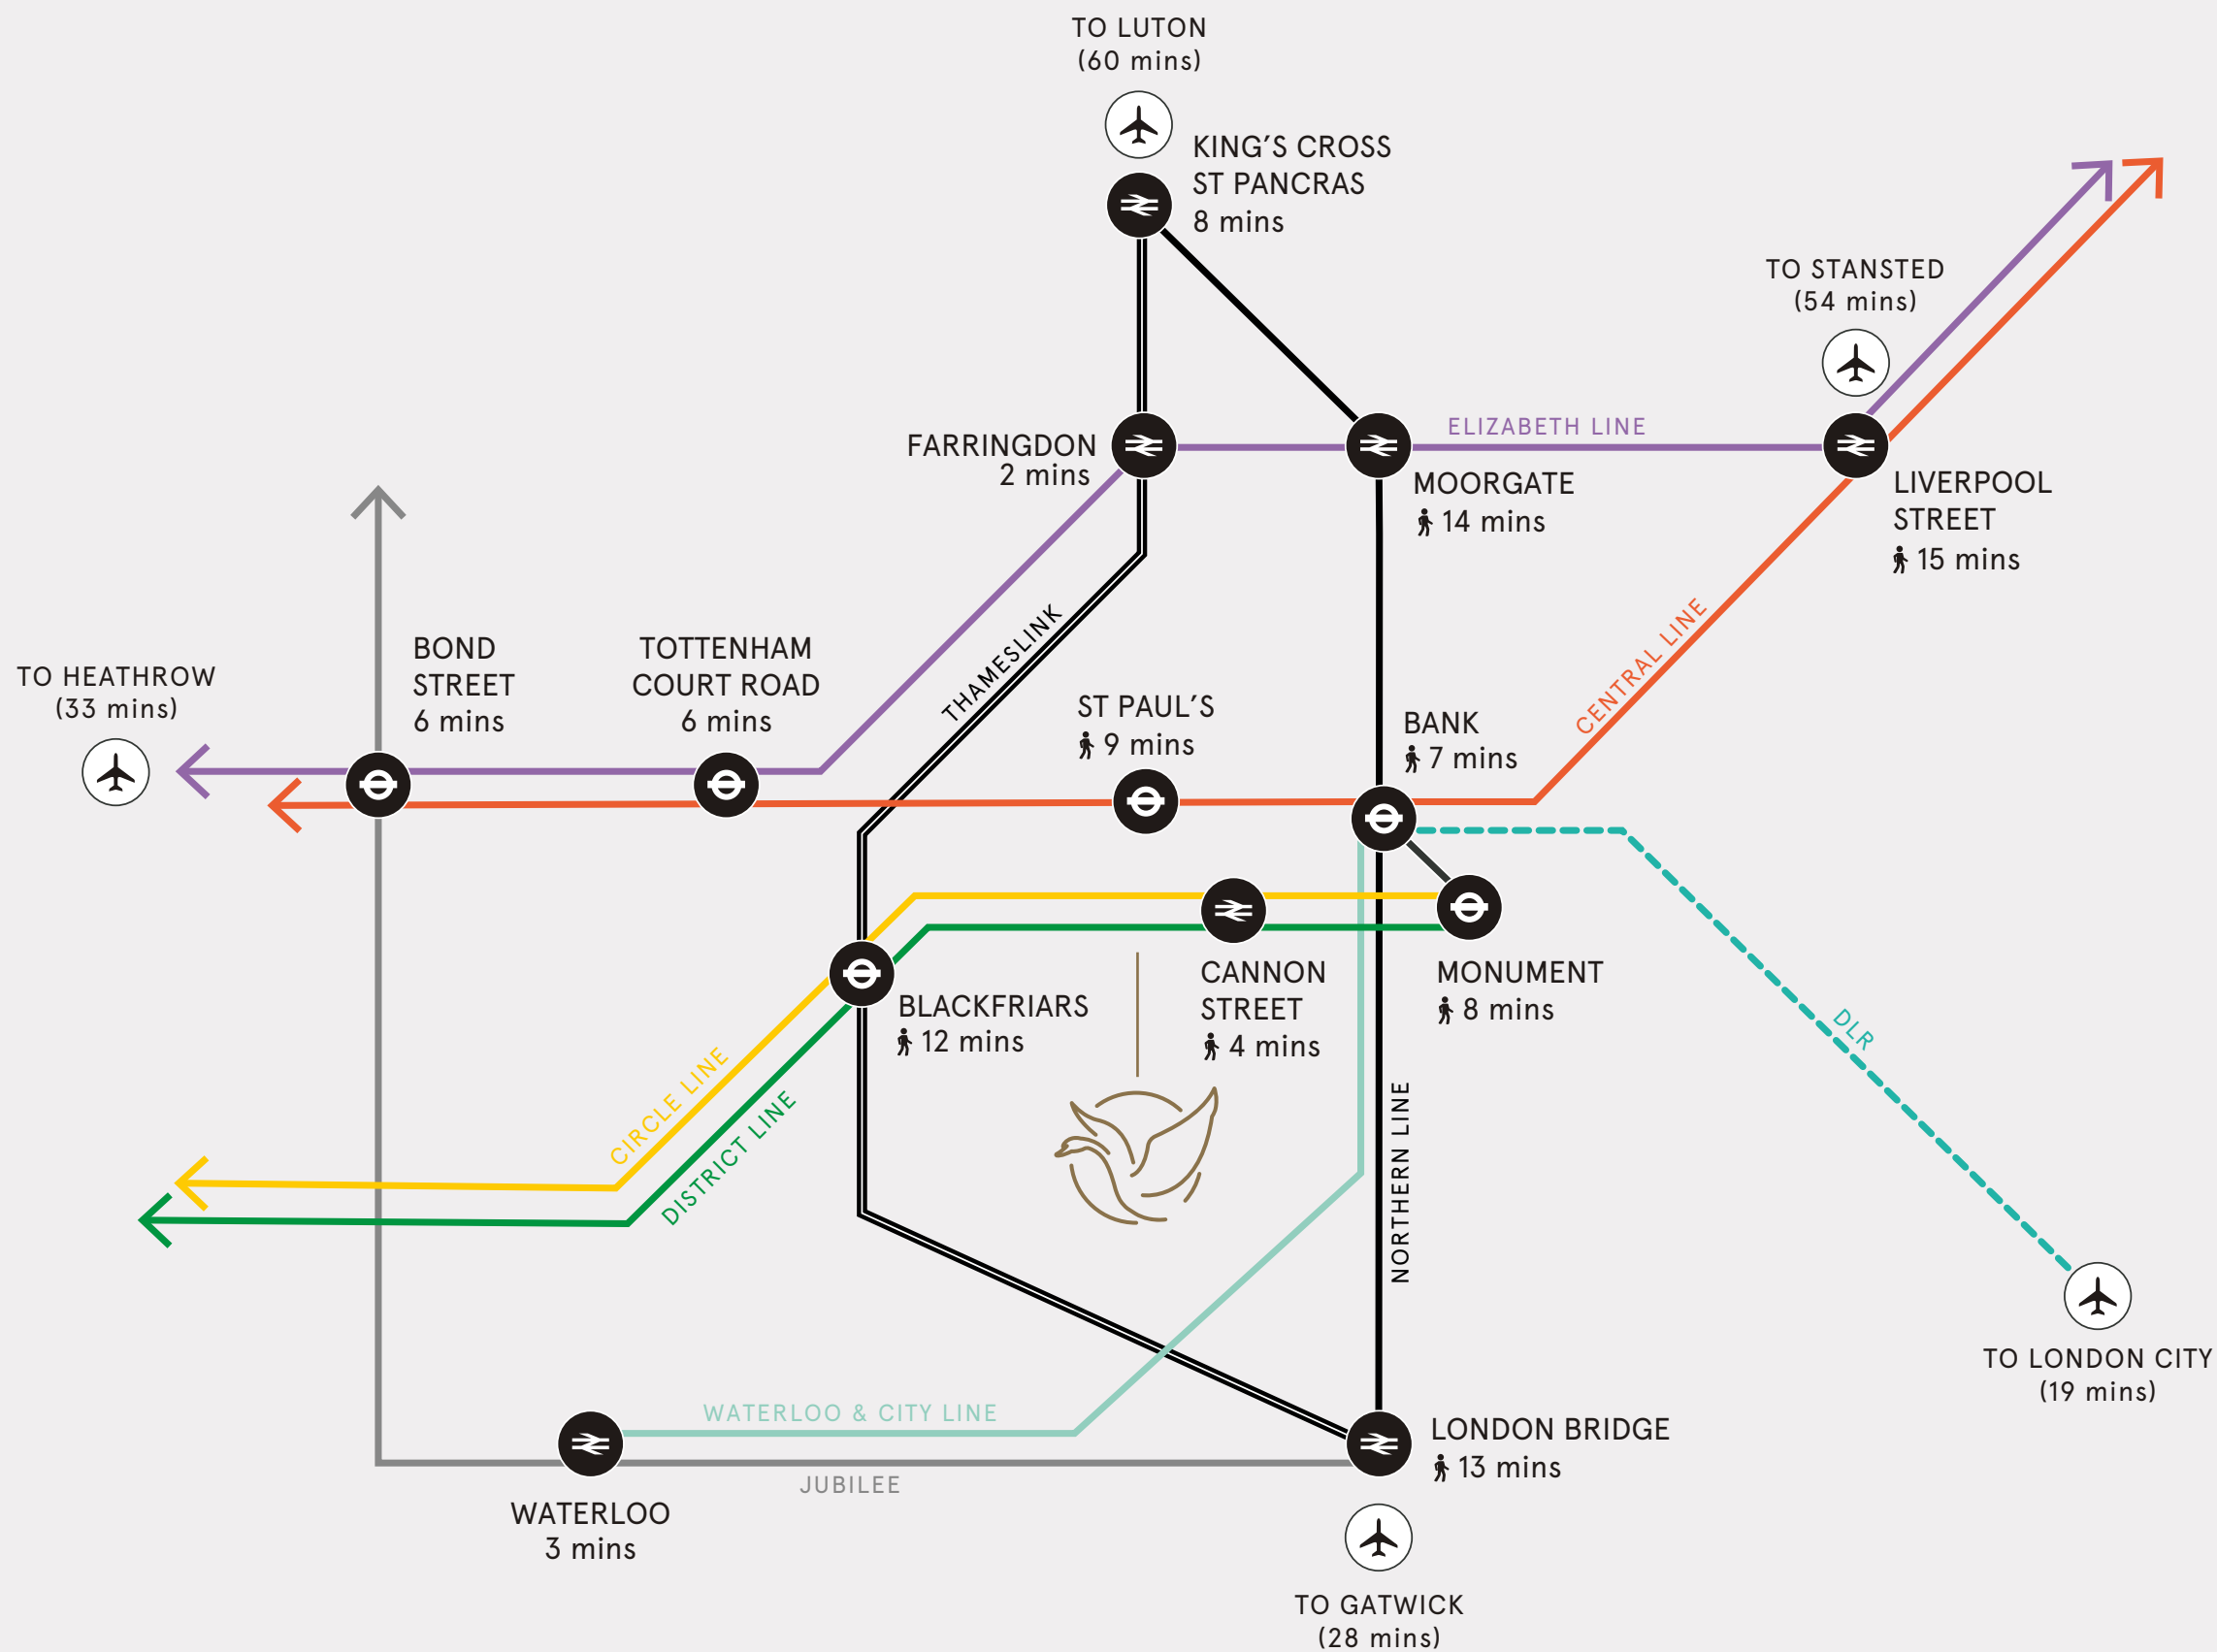 TO LUTON
(60 mins)
KING'S CROSS
ST PANCRAS
8 mins
TO STANSTED
(54 mins)
ELIZABETH LINE
FARRINGDON
2 mins
MOORGATE
14 mins
LIVERPOOL
STREET
15 mins
THAMESLINK
CENTRAL LINE
TO HEATHROW
(33 mins)
BOND
STREET
6 mins
TOTTENHAM
COURT ROAD
6 mins
ST PAUL'S
9 mins
BANK
7 mins
BLACKFRIARS
12 mins
CANNON
STREET
4 mins
MONUMENT
8 mins
DLR
CIRCLE LINE
DISTRICT LINE
NORTHERN LINE
TO LONDON CITY
(19 mins)
WATERLOO & CITY LINE
JUBILEE
WATERLOO
3 mins
LONDON BRIDGE
13 mins
TO GATWICK
(28 mins)